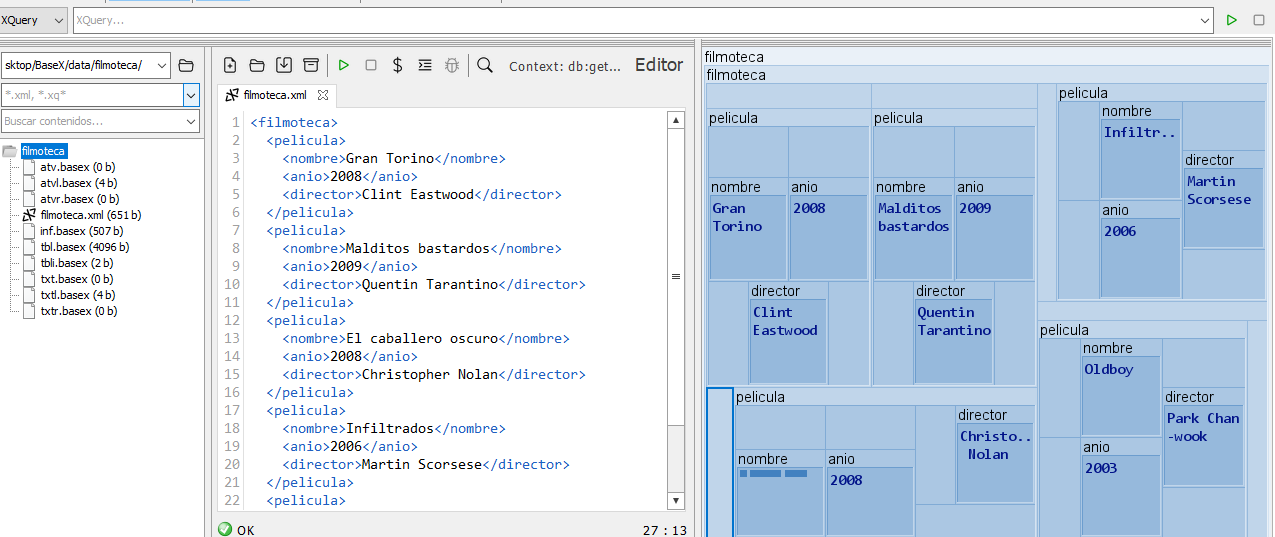 XQuery
XQuery...
sktop/BaseX/data/filmoteca/
*.xml, *.xq*
Buscar contenidos...
filmoteca
atv.basex (0 b)
atvl.basex (4 b)
atvr.basex (0 b)
filmoteca.xml (651 b)
inf.basex (507 b)
tbl.basex (4096 b)
tbli.basex (2 b)
txt.basex (0 b)
txtl.basex (4 b)
txtr.basex (0 b)
$
Context: db:get...
Editor
filmoteca.xml
1 <filmoteca>
2 <pelicula>
3 <nombre>Gran Torino</nombre>
4 <anio>2008</anio>
5 <director>Clint Eastwood</director>
6 </pelicula>
7 <pelicula>
8 <nombre>Malditos bastardos</nombre>
9 <anio>2009</anio>
10 <director>Quentin Tarantino</director>
11 </pelicula>
12 <pelicula>
13 <nombre>El caballero oscuro</nombre>
14 <anio>2008</anio>
15 <director>Christopher Nolan</director>
16 </pelicula>
17 <pelicula>
18 <nombre>Infiltrados</nombre>
19 <anio>2006</anio>
20 <director>Martin Scorsese</director>
21 </pelicula>
22 <pelicula>
OK
27 : 13
filmoteca
filmoteca
pelicula
nombre
Gran
Torino
anio
2008
director
Clint
Eastwood
pelicula
nombre
Malditos
bastardos
anio
2009
director
Quentin
Tarantino
pelicula
nombre
Infiltr..
anio
2006
director
Martin
Scorsese
pelicula
nombre
anio
2008
director
Christo..
Nolan
pelicula
nombre
Oldboy
anio
2003
director
Park Chan
-wook